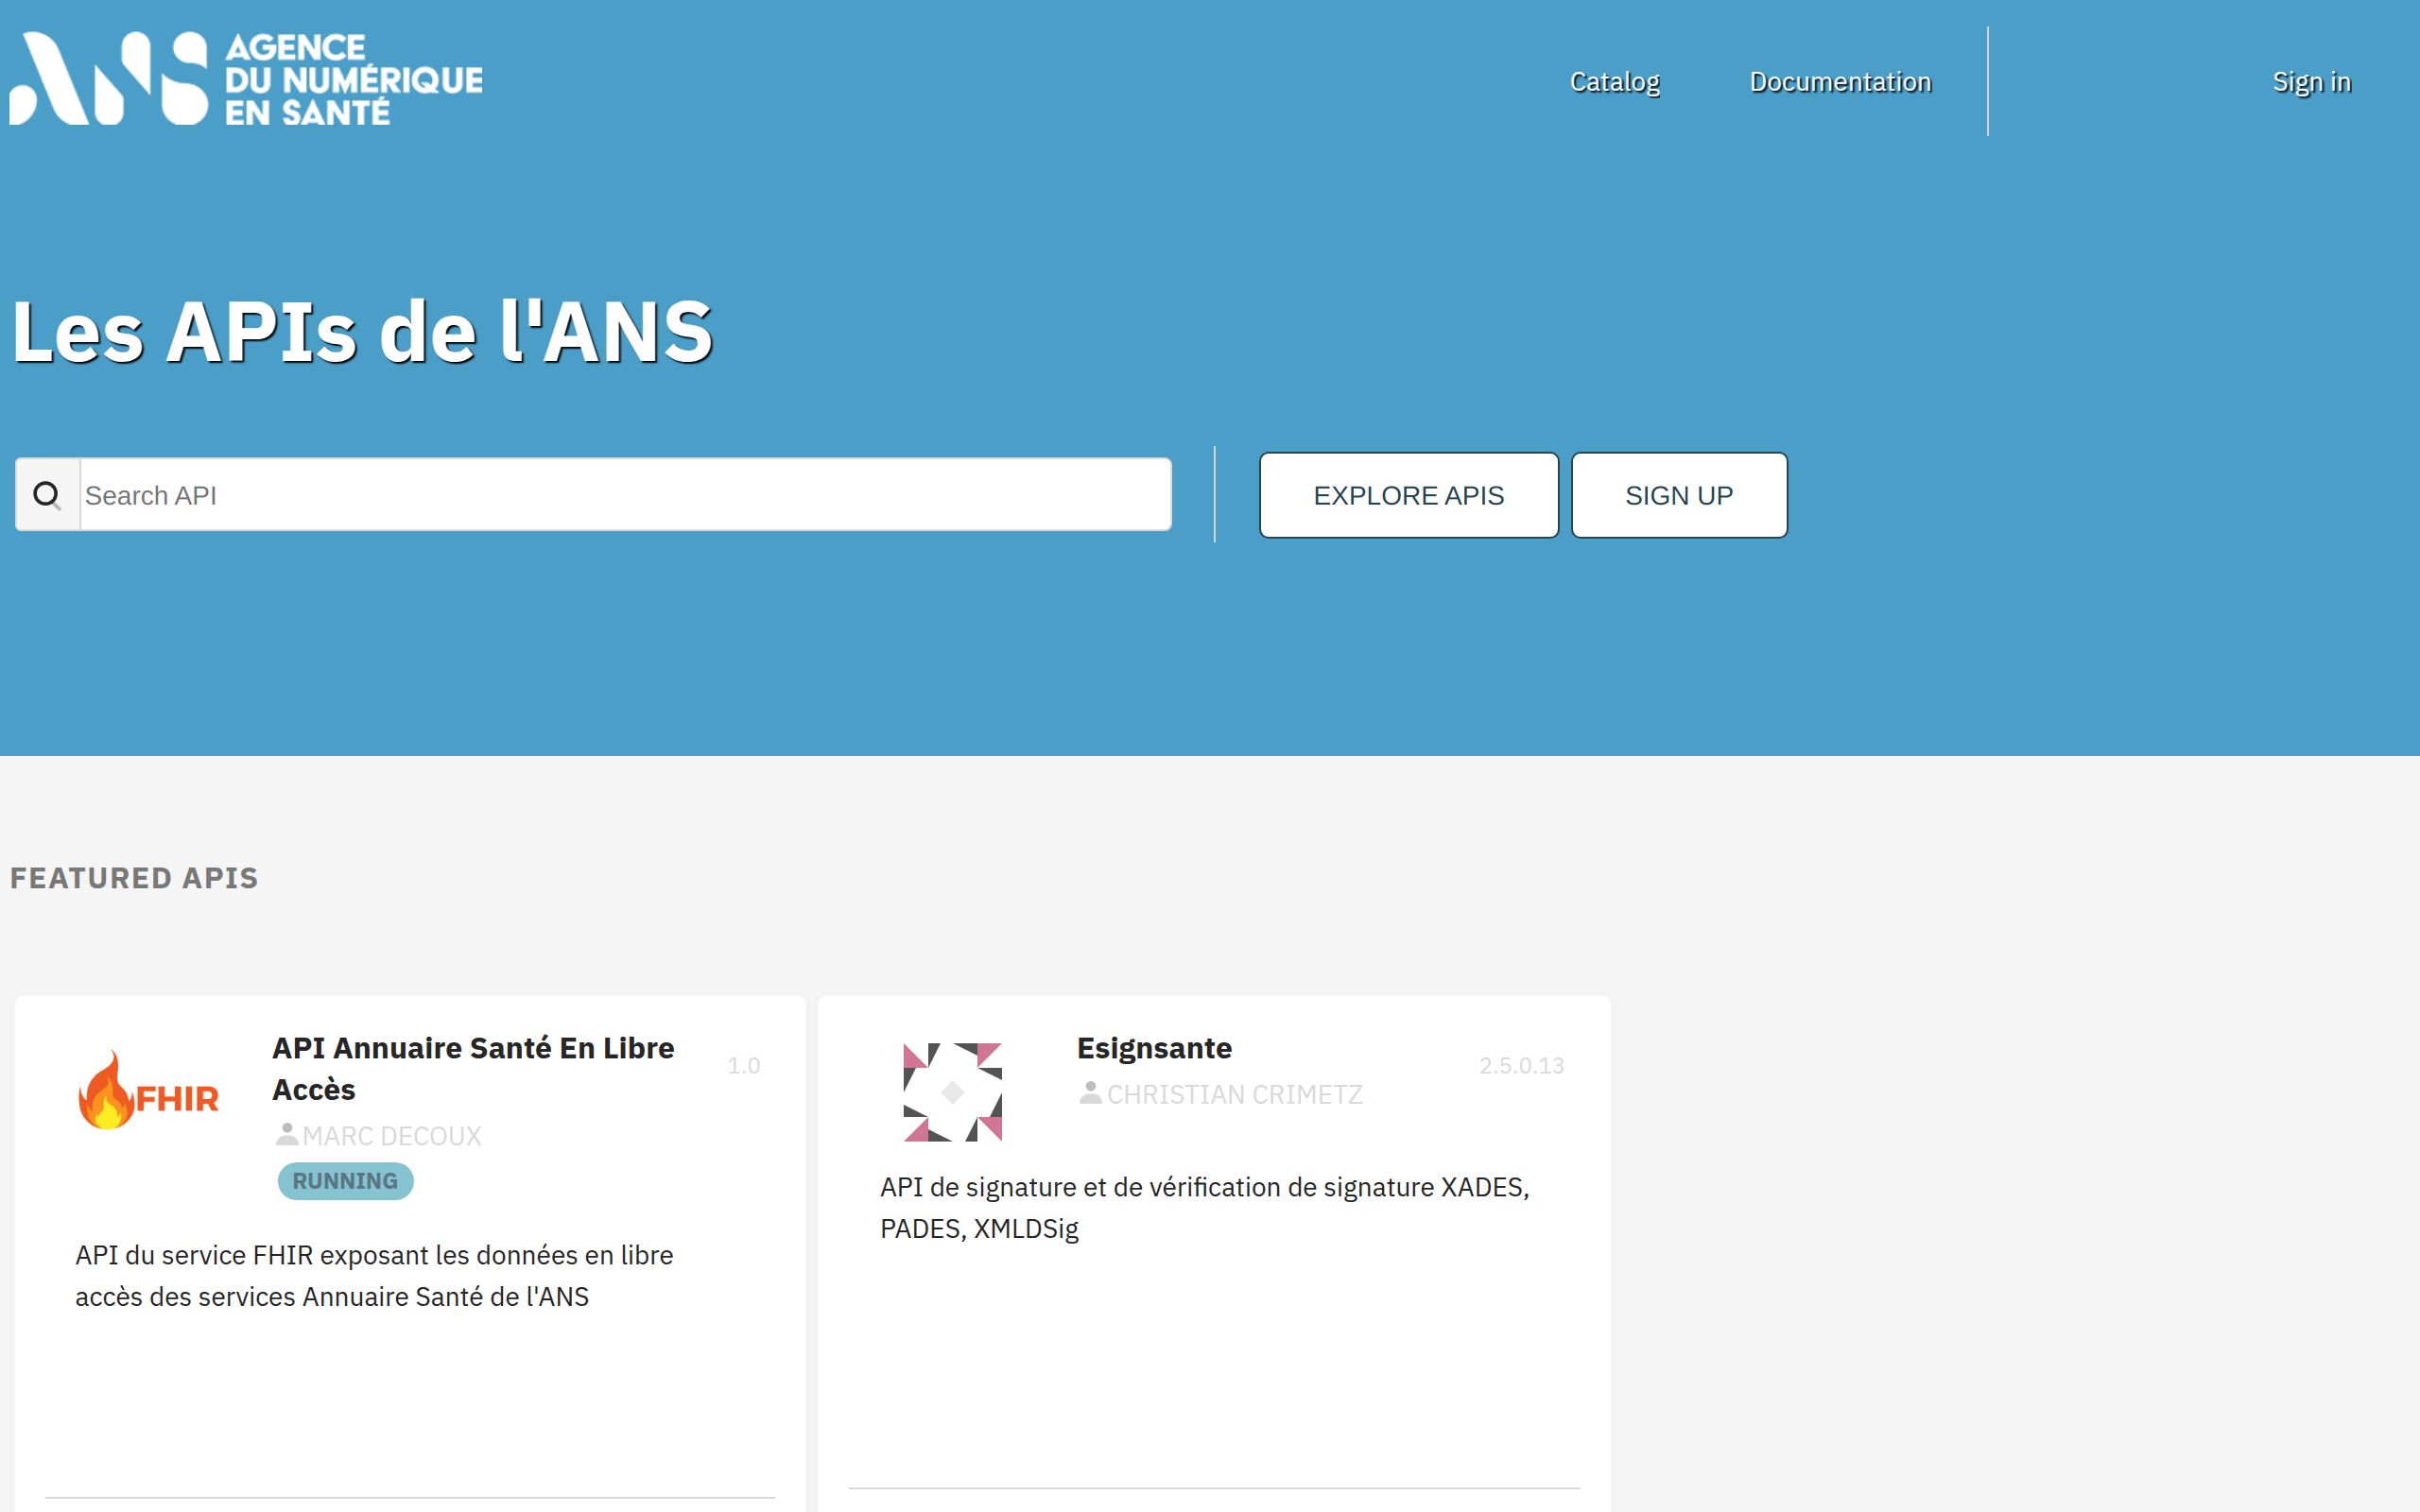 AGENCE
DU NUMÉRIQUE
EN SANTÉ
Catalog
Documentation
Sign in
Les APIs de l'ANS
Search API
EXPLORE APIS
SIGN UP
FEATURED APIS
FHIR
API Annuaire Santé En Libre
Accès
1.0
MARC DECOUX
RUNNING
API du service FHIR exposant les données en libre
accès des services Annuaire Santé de l'ANS
Esignsante
2.5.0.13
CHRISTIAN CRIMETZ
API de signature et de vérification de signature XADES,
PADES, XMLDSig